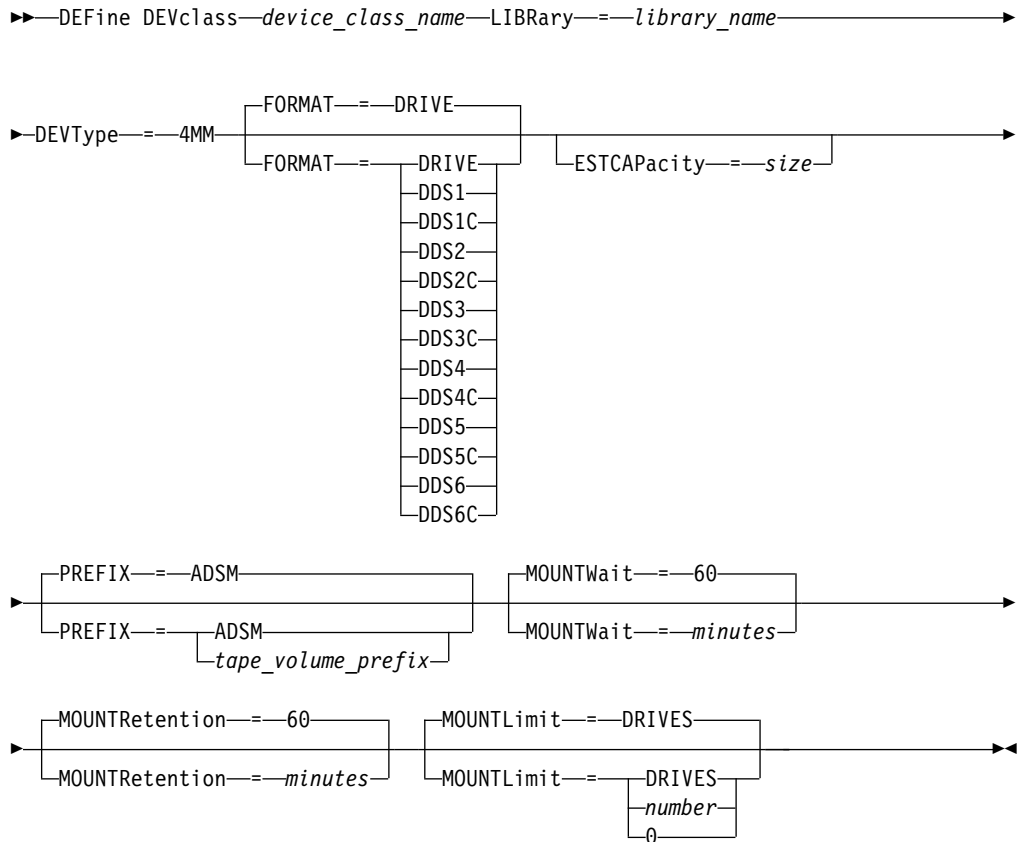 DEFine DEVclass device_class_name LIBRary = library_name
FORMAT = DRIVE
DEVType = 4MM
FORMAT = DRIVE
ESTCAPacity = size
DDS1
DDS1C
DDS2
DDS2C
DDS3
DDS3C
DDS4
DDS4C
DDS5
DDS5C
DDS6
DDS6C
PREFIX = ADSM
MOUNTWait = 60
PREFIX = ADSM
tape_volume_prefix
MOUNTWait = minutes
MOUNTRetention = 60
MOUNTLimit = DRIVES
MOUNTRetention = minutes
MOUNTLimit = DRIVES
number
0